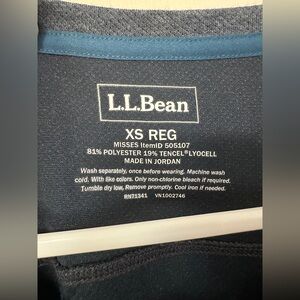 L.L.Bean
XS REG
MISSES ItemID 505107
81% POLYESTER 19% TENCEL®LYOCELL
MADE IN JORDAN
Wash separately, once before wearing. Machine wash
cold. With like colors. Only non-chlorine bleach if required.
Tumble dry low, Remove promptly. Cool iron if needed.
RN71341 VN1002746